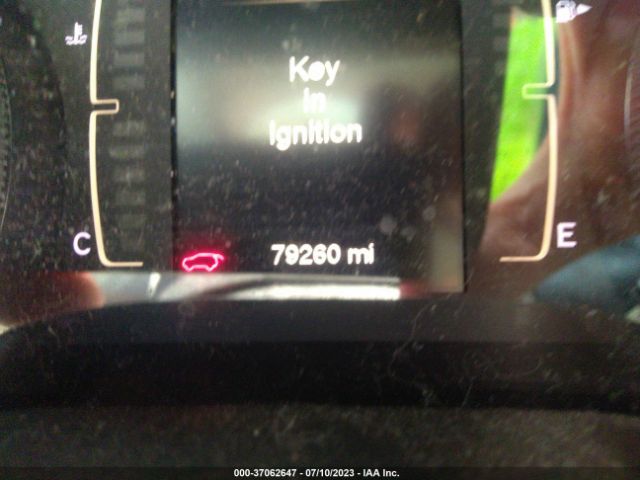 Key
in
Ignition
C
79260 mi
E
000-37062647 - 07/10/2023 - IAA Inc.